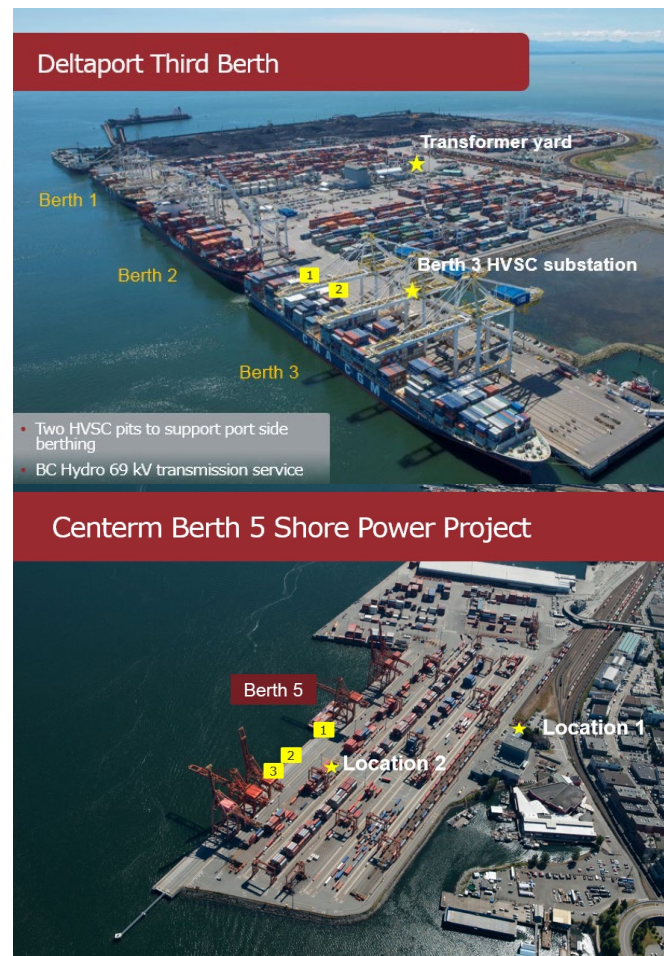 Deltaport Third Berth
Transformer yard
Berth 1
Berth 2
1
2
Berth 3 HVSC substation
Berth 3
CMA CGM
• Two HVSC pits to support port side
berthing
• BC Hydro 69 kV transmission service
Centerm Berth 5 Shore Power Project
Berth 5
1
Location 1
2
3
Location 2